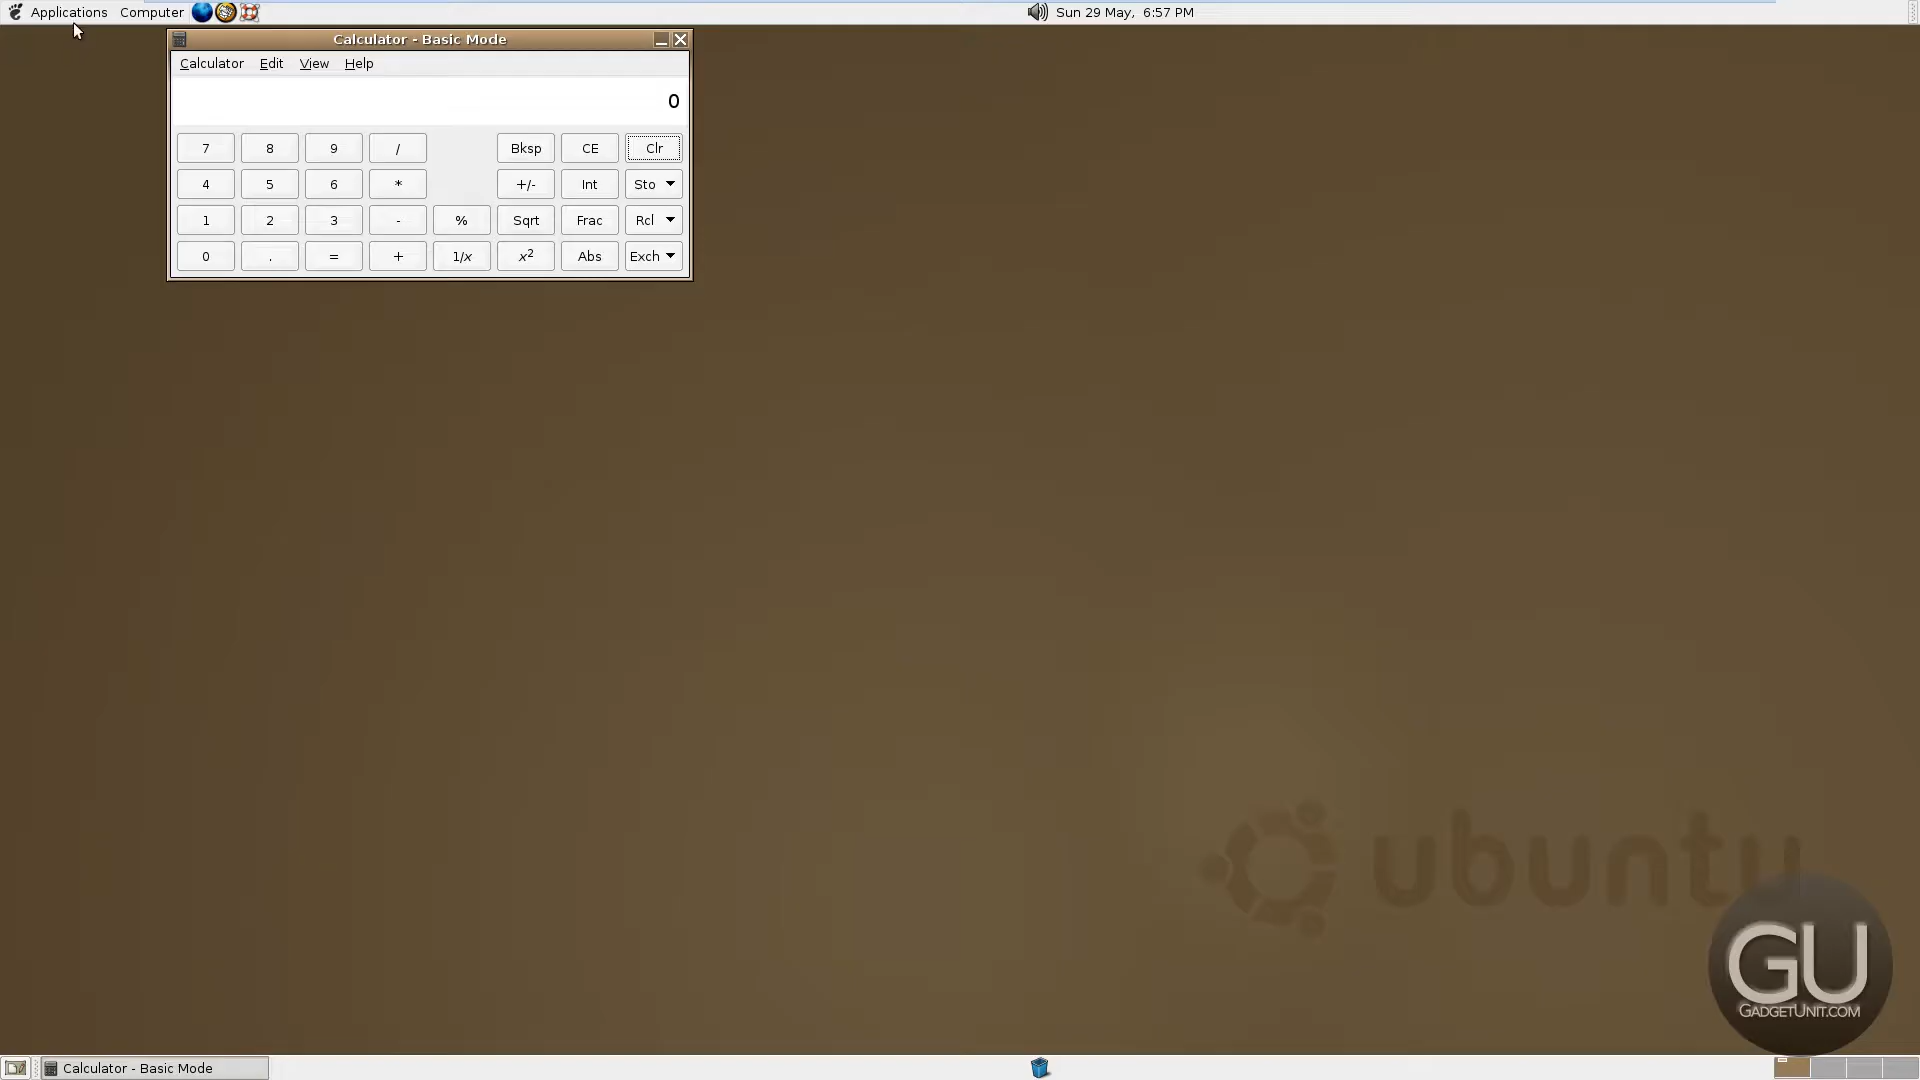 Applications Computer Sun 29 May, 6:57 PM
Calculator - Basic Mode
Calculator Edit View Help
0
7 8 9 / Bksp CE Clr
4 5 6 * +/- Int Sto
1 2 3 - % Sqrt Frac Rcl
0 . = + 1/x x² Abs Exch
ubuntu
GU
GADGETUNIT.COM
Calculator - Basic Mode